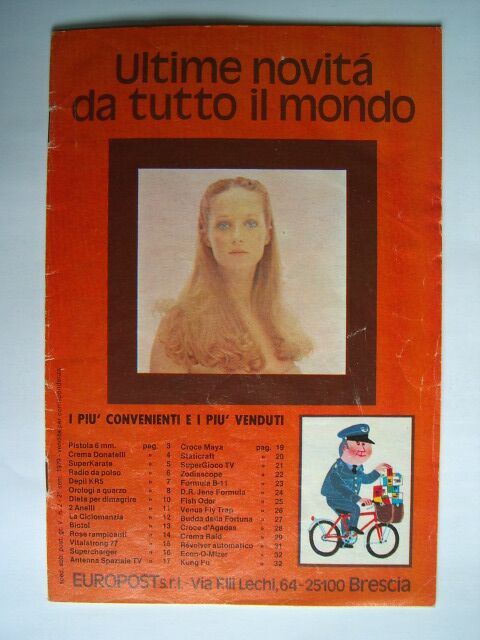 Ultime novitá
da tutto il mondo
I PIU' CONVENIENTI E I PIU' VENDUTI
Pistola 6 mm. pag. 3
Crema Donatelli » 4
SuperKarate » 5
Radio da polso » 6
Depil KR5 » 7
Orologi a quarzo » 8
Dieta per dimagrire » 10
2 Anelli » 11
La Ciclomanzia » 12
Bistol » 13
Rose rampicanti » 14
Vitalstrong 77 » 15
Supercharger » 16
Antenna Spaziale TV » 17
Croce Maya pag. 19
Staticraft » 20
SuperGioco TV » 21
Zodiascope » 22
Formula B-11 » 23
D.R. Jens Formula » 24
Fish Odor » 25
Venus Fly Trap » 26
Budda della Fortuna » 27
Croce d'Agades » 28
Crema Raid » 29
Revolver automatico » 31
Econ-O-Mizer » 32
Kung Fu » 32
EUROPOST s.r.l. - Via F.lli Lechi, 64-25100 Brescia